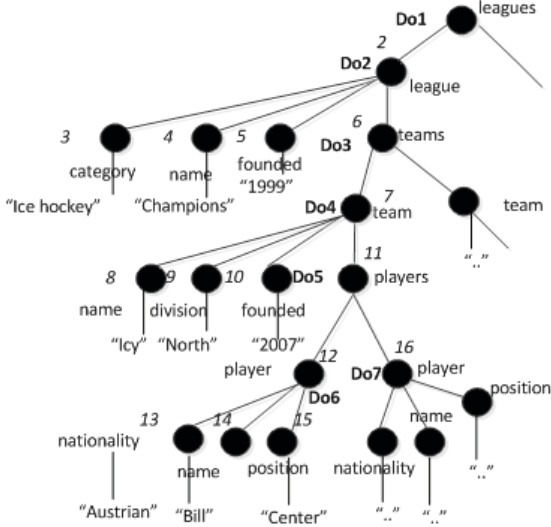 leagues
Do1
2
Do2
league
3
4
5
6
teams
Do3
category
name
founded
"Ice hockey"
"Champions"
"1999"
7
Do4
team
team
".."
11
8
9
10
Do5
players
name
division
founded
"Icy"
"North"
"2007"
12
16
player
Do7
player
Do6
position
13
14
15
name
nationality
name
position
nationality
".."
"Austrian"
"Bill"
"Center"
".."
".."